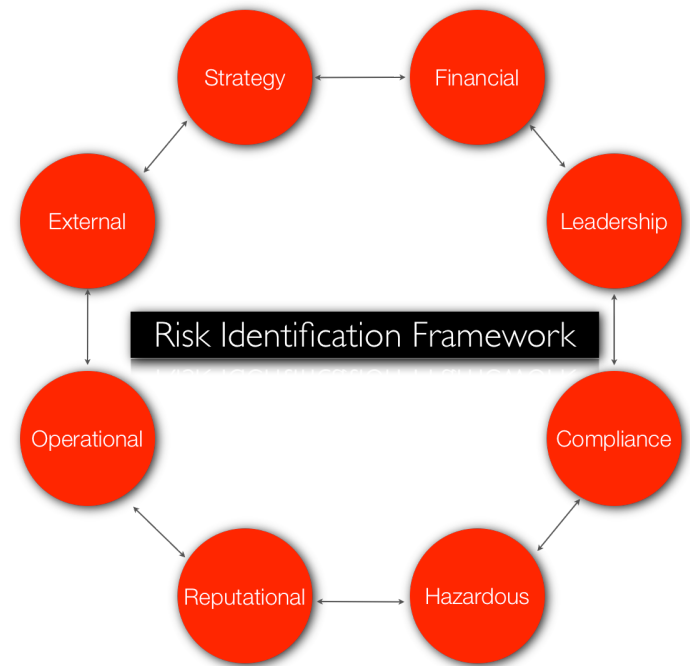 Strategy
Financial
External
Leadership
Risk Identification Framework
Operational
Compliance
Reputational
Hazardous